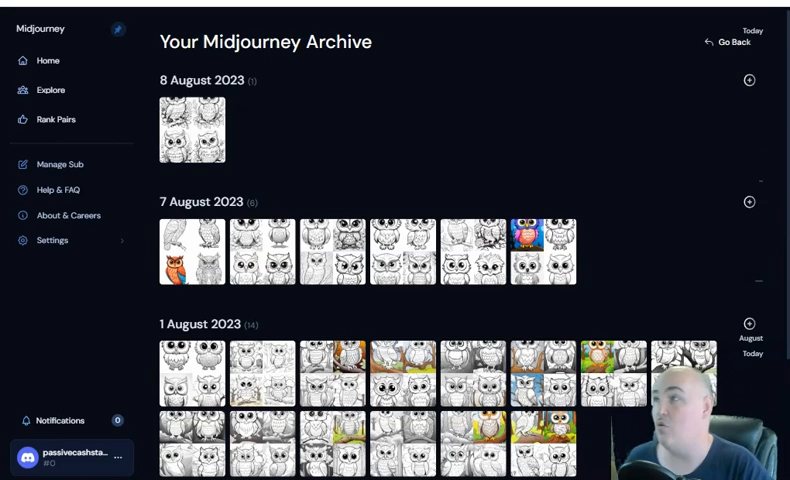 Midjourney
Home
Explore
Rank Pairs
Manage Sub
Help & FAQ
About & Careers
Settings
Notifications
0
passivecashsta...
#0
Your Midjourney Archive
Today
Go Back
8 August 2023 (1)
7 August 2023 (6)
1 August 2023 (14)
August
Today